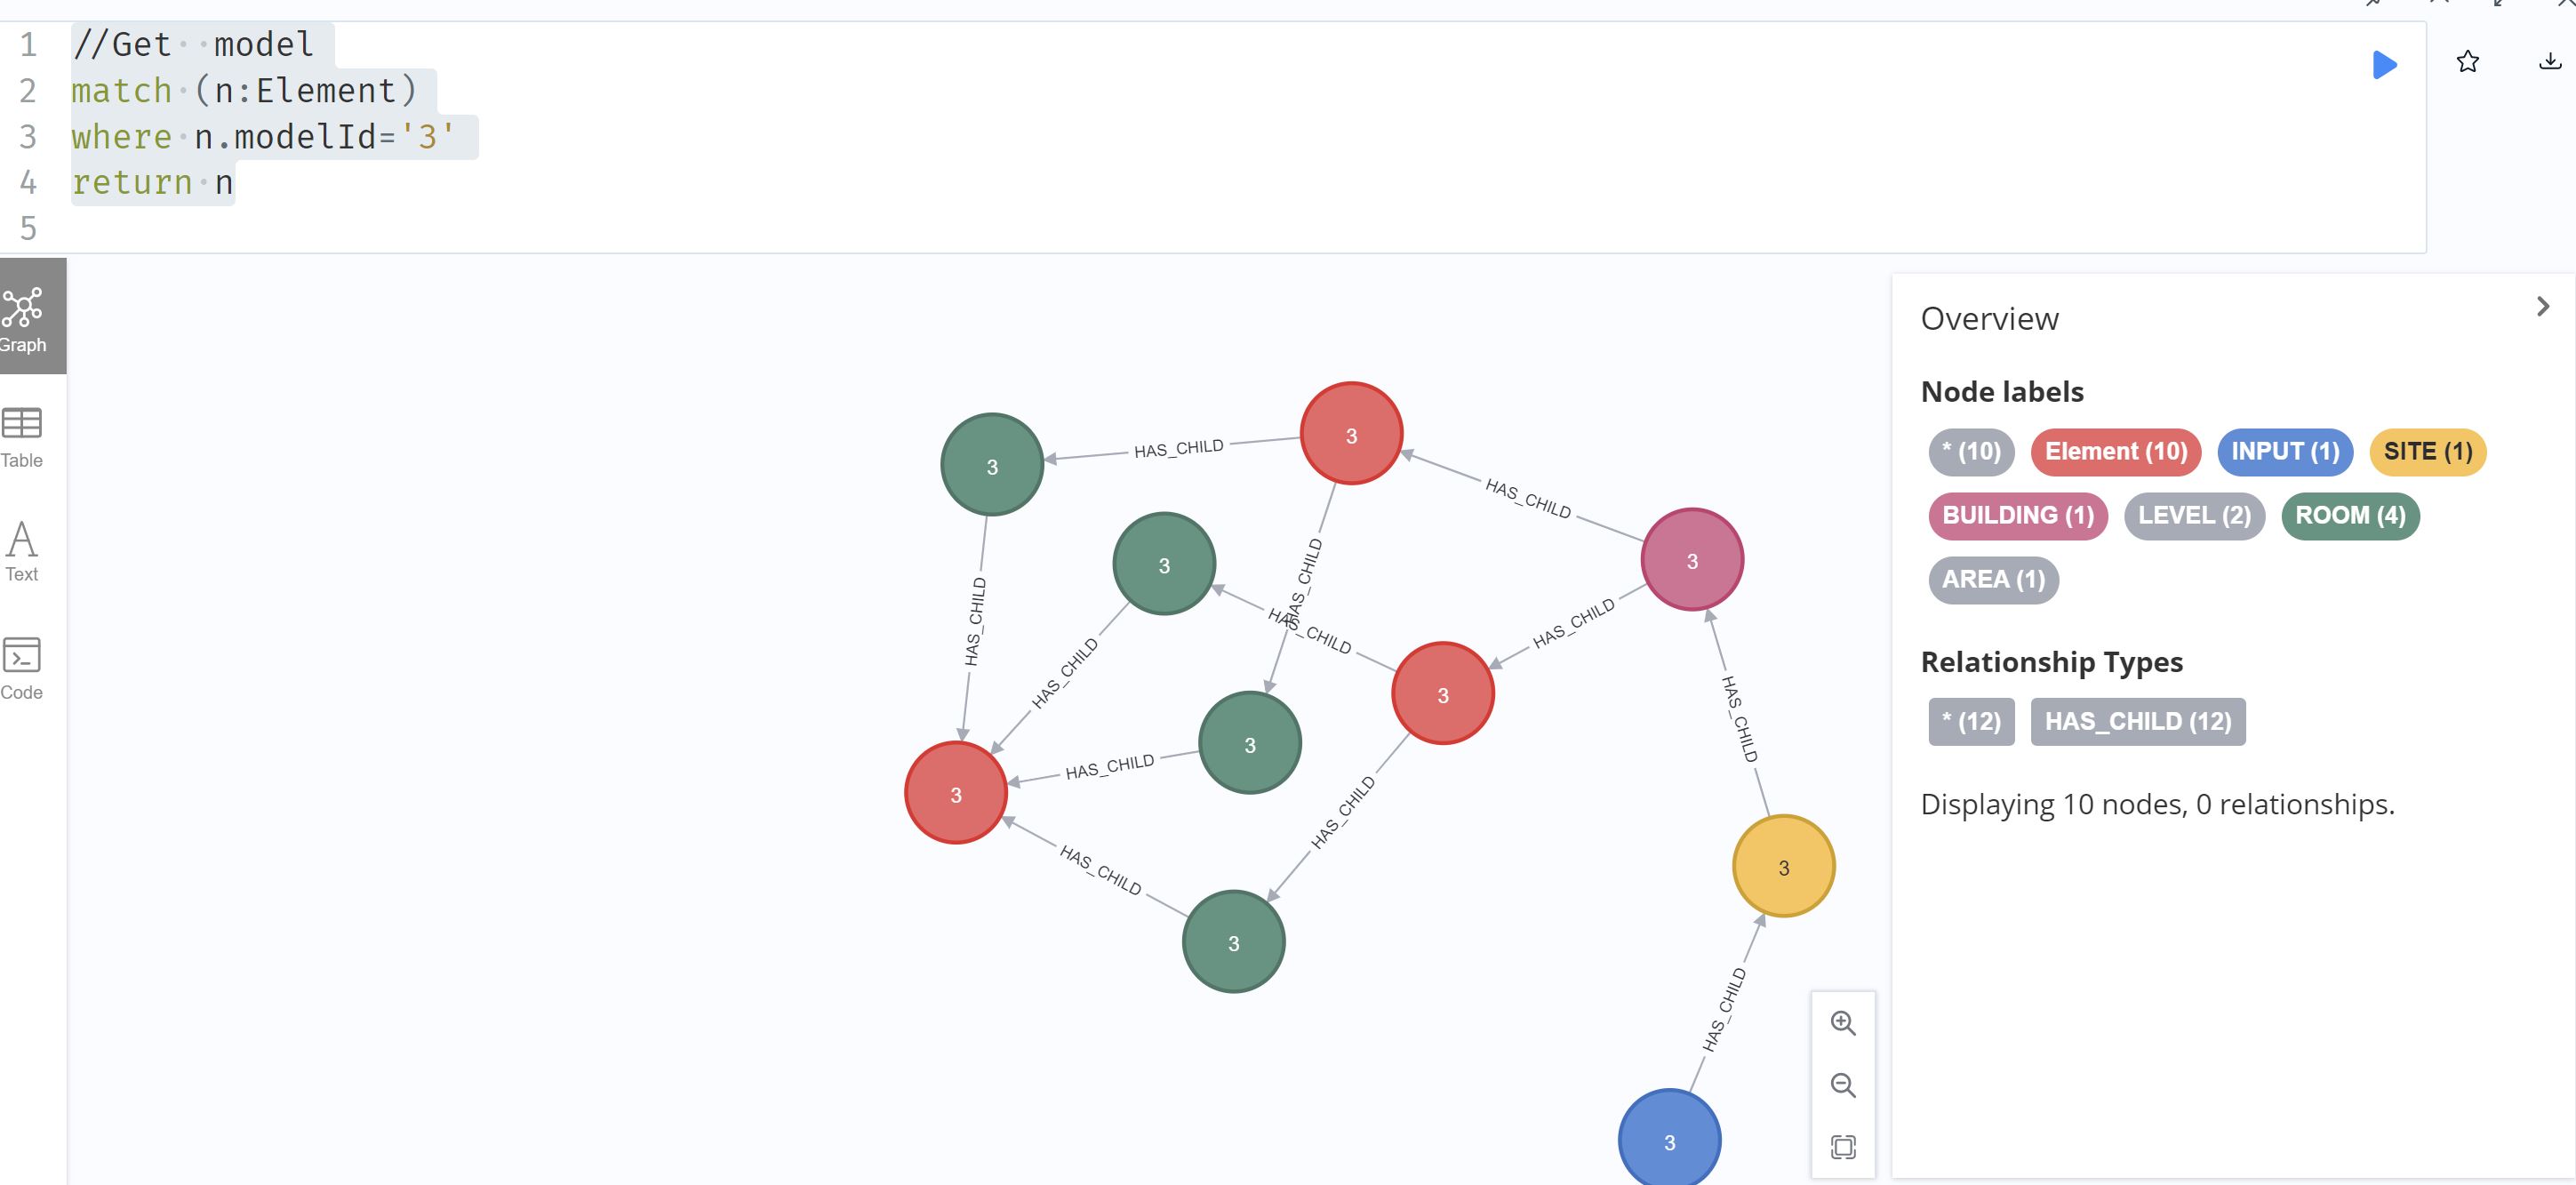 1 //Get  model
2 match (n:Element)
3 where n.modelId='3'
4 return n
5
Graph
Table
Text
Code
3
3
3
3
3
3
3
3
3
3
HAS_CHILD
HAS_CHILD
HAS_CHILD
HAS_CHILD
HAS_CHILD
HAS_CHILD
HAS_CHILD
HAS_CHILD
HAS_CHILD
HAS_CHILD
HAS_CHILD
HAS_CHILD
Overview
Node labels
* (10) Element (10) INPUT (1) SITE (1)
BUILDING (1) LEVEL (2) ROOM (4)
AREA (1)
Relationship Types
* (12) HAS_CHILD (12)
Displaying 10 nodes, 0 relationships.